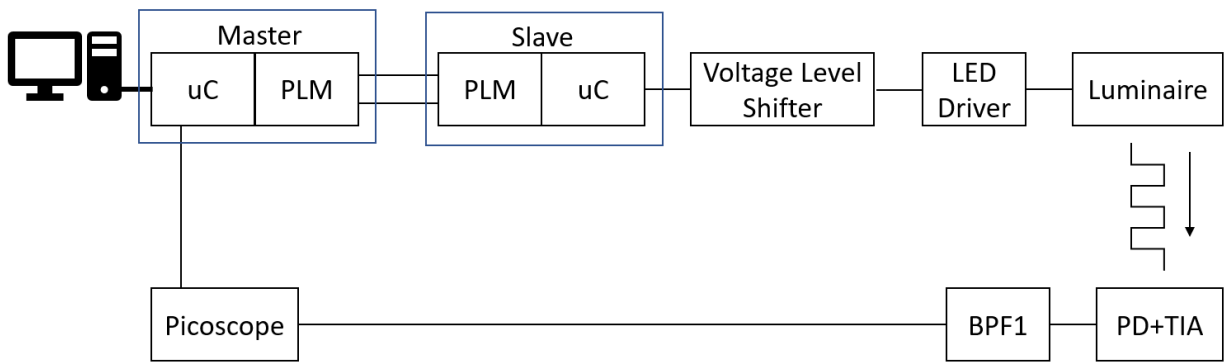 Master
Slave
uC
PLM
PLM
uC
Voltage Level
Shifter
LED
Driver
Luminaire
Picoscope
BPF1
PD+TIA